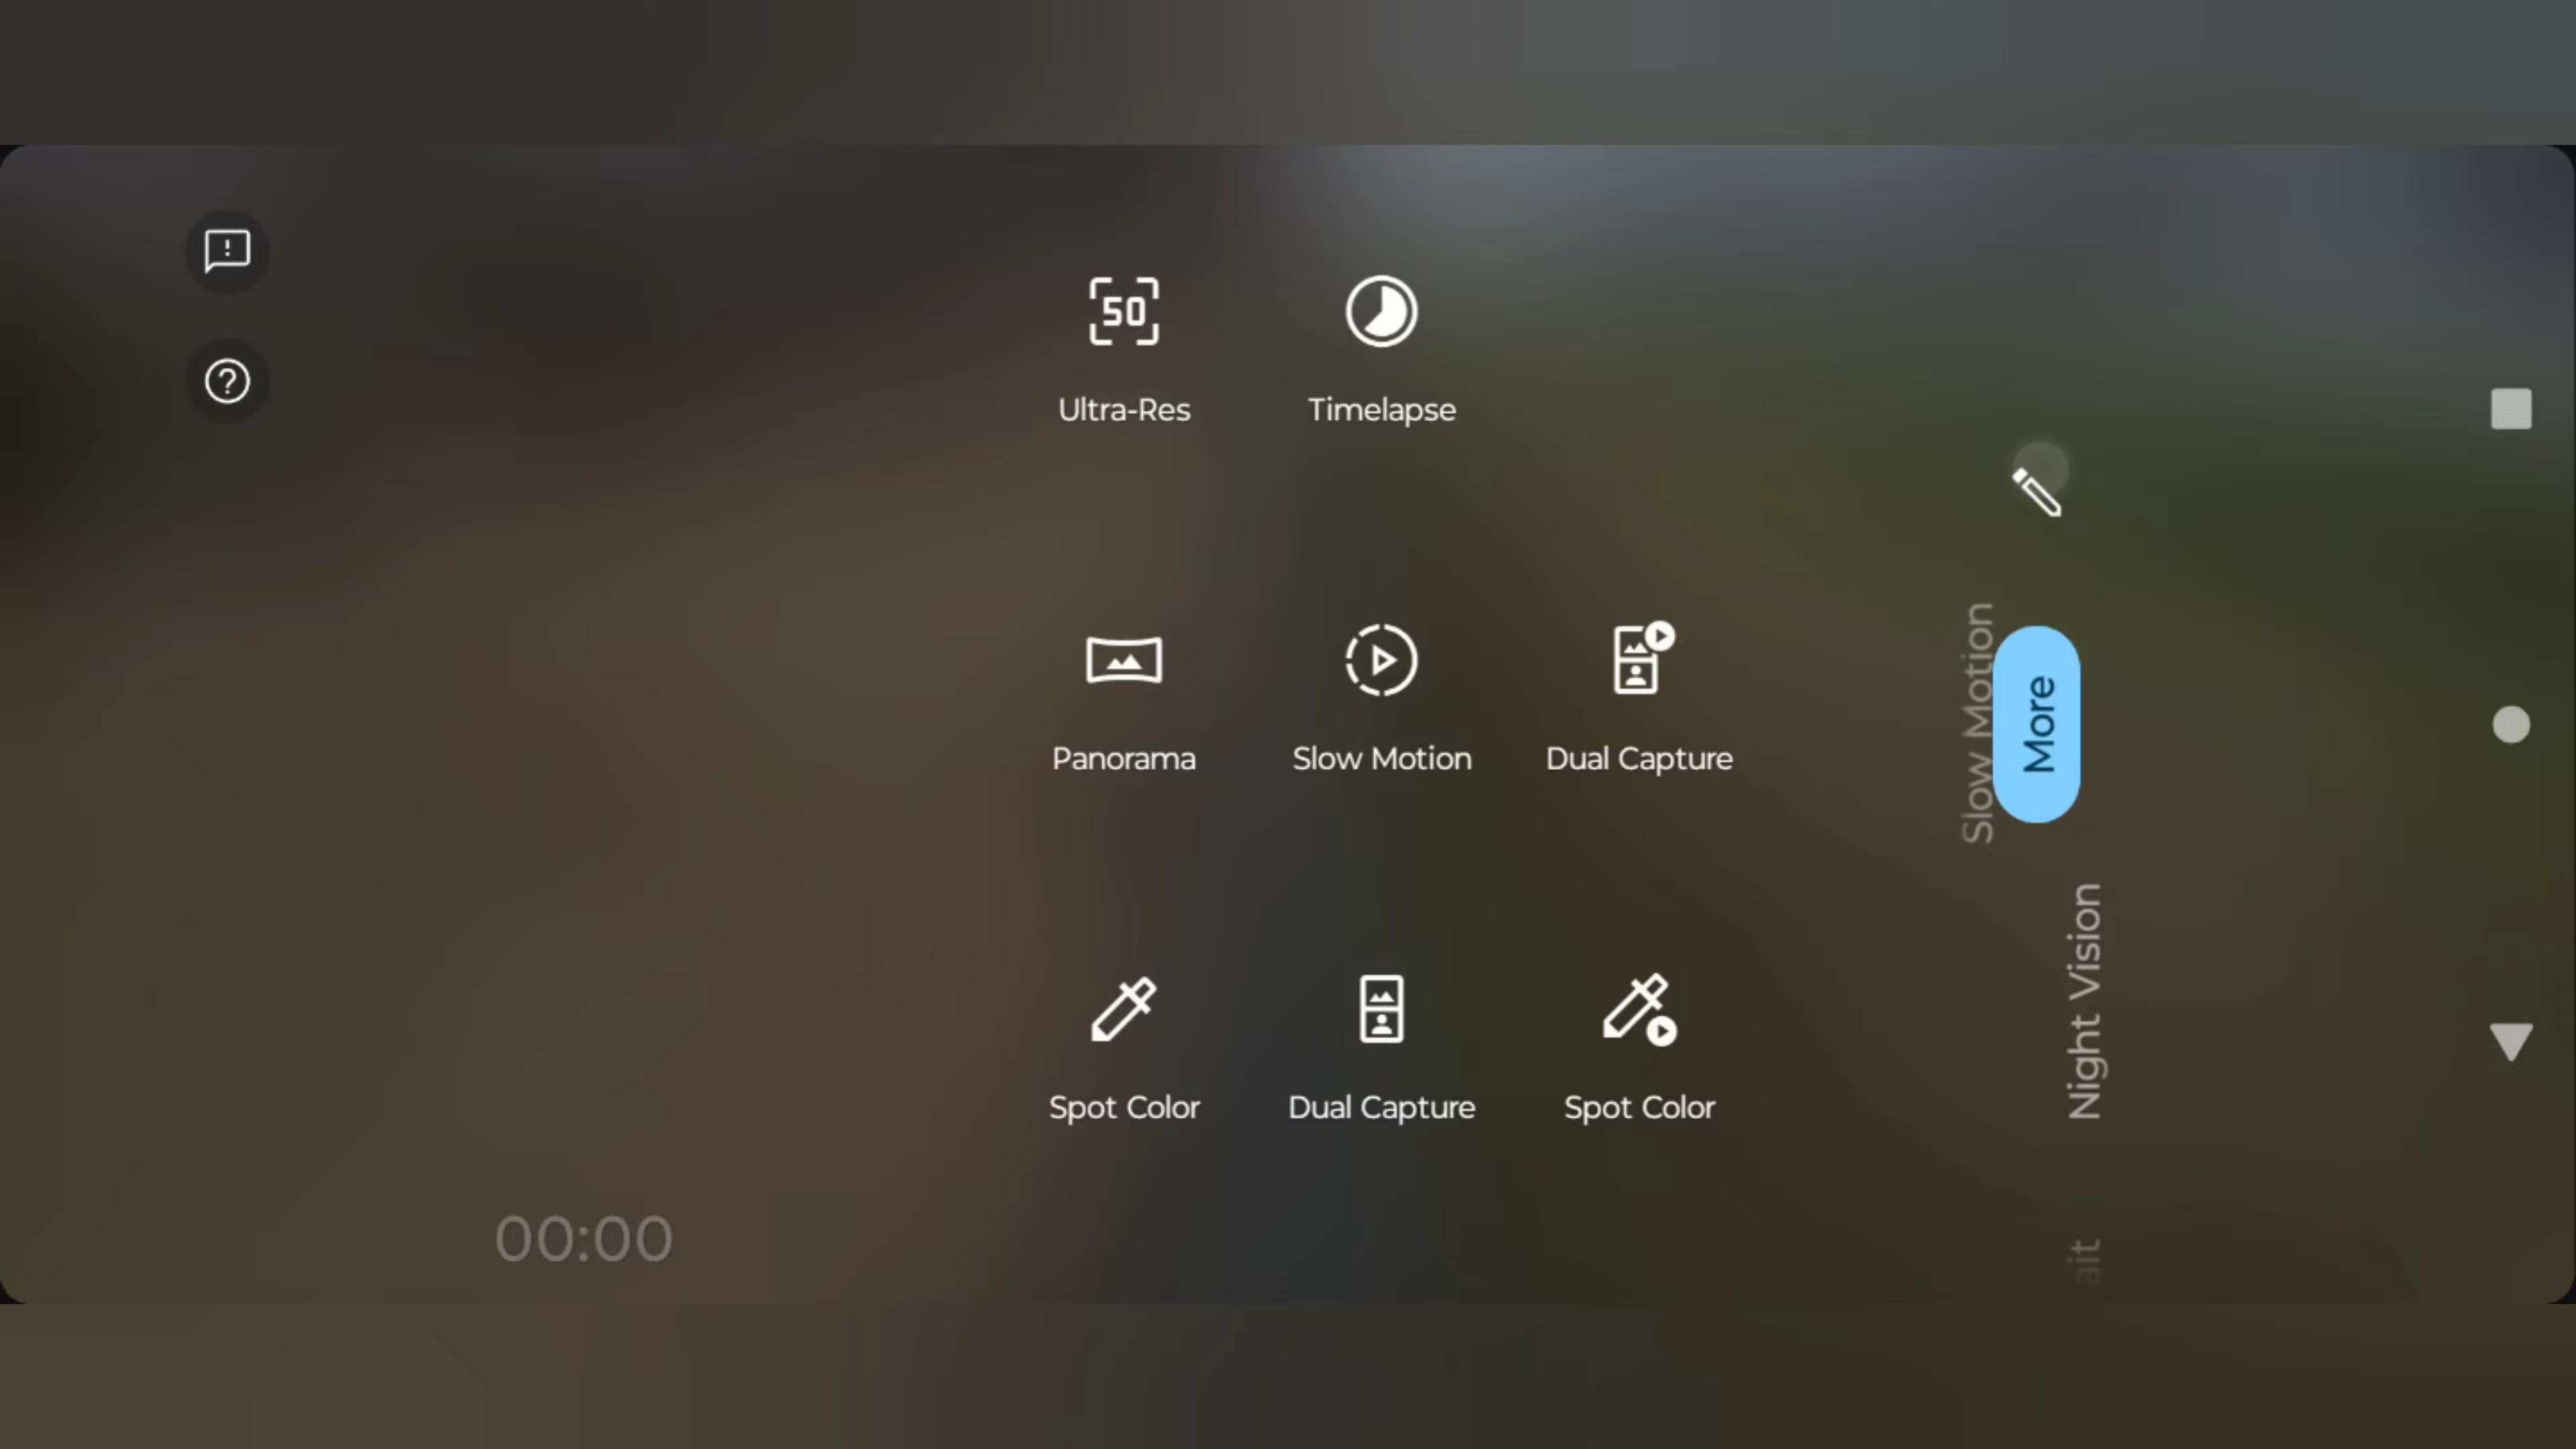 50
Ultra-Res
Timelapse
Panorama
Slow Motion
Dual Capture
Spot Color
Dual Capture
Spot Color
Slow Motion
More
Night Vision
ait
00:00